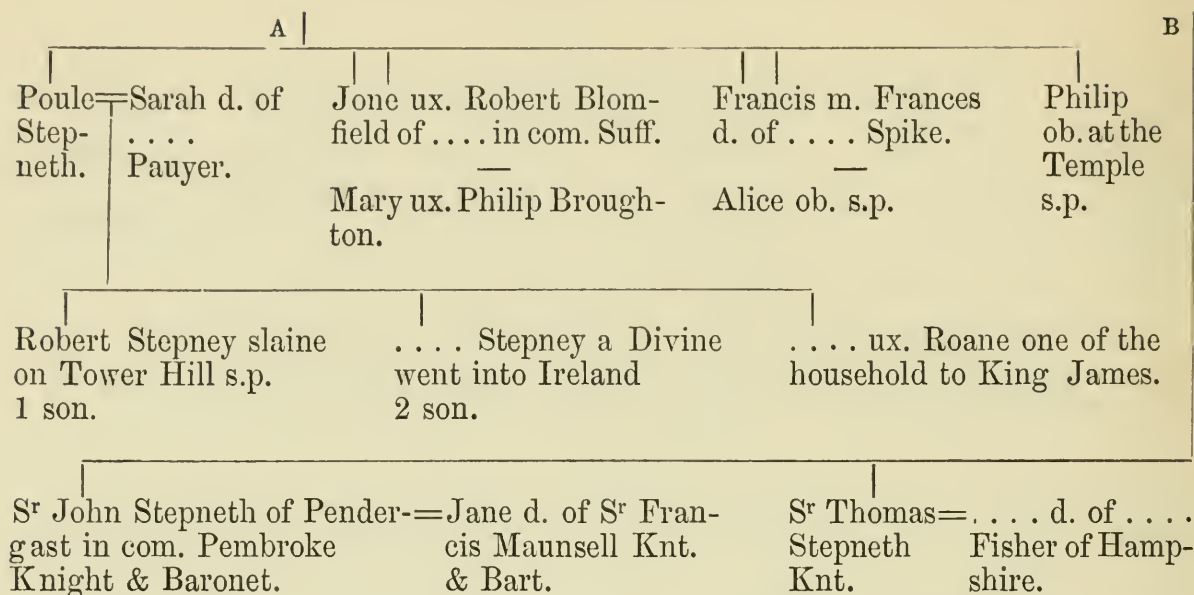 A B
Poule=Sarah d. of
Step- . . . .
neth. Pauyer.
Jone ux. Robert Blom-
field of . . . . in com. Suff.
—
Mary ux. Philip Brough-
ton.
Francis m. Frances
d. of . . . . Spike.
—
Alice ob. s.p.
Philip
ob. at the
Temple
s.p.
Robert Stepney slaine
on Tower Hill s.p.
1 son.
. . . . Stepney a Divine
went into Ireland
2 son.
. . . . ux. Roane one of the
household to King James.
Sʳ John Stepneth of Pender-=Jane d. of Sʳ Fran-
gast in com. Pembroke cis Maunsell Knt.
Knight & Baronet. & Bart.
Sʳ Thomas=. . . . d. of . . . .
Stepneth Fisher of Hamp-
Knt. shire.